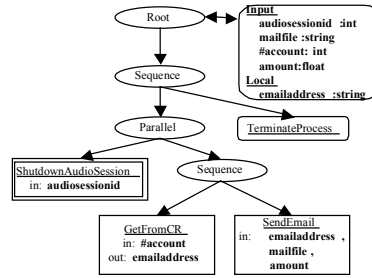 Root
Input
audiosessionid :int
mailfile :string
#account: int
amount:float
Local
emailaddress :string
Sequence
Parallel
TerminateProcess
ShutdownAudioSession
in: audiosessionid
Sequence
GetFromCR
in: #account
out: emailaddress
SendEmail
in: emailaddress ,
mailfile ,
amount